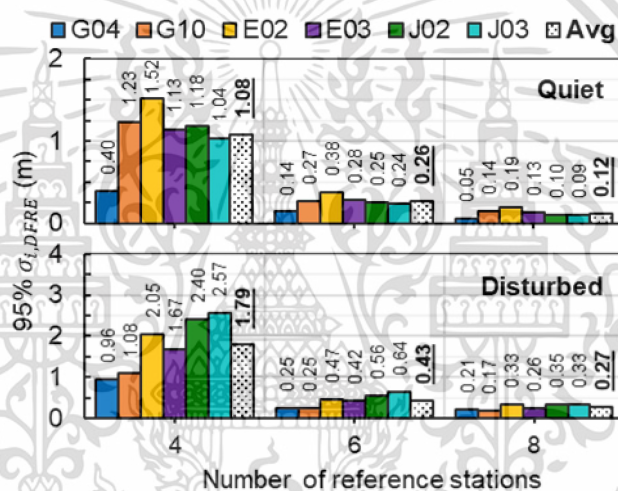 G04 G10 E02 E03 J02 J03 Avg
2
1
0
Quiet
0.40 1.23 1.52 1.13 1.18 1.04 1.08
0.14 0.27 0.38 0.28 0.25 0.24 0.26
0.05 0.14 0.19 0.13 0.10 0.09 0.12
95% σi,DFRE (m)
4
3
2
1
0
Disturbed
0.96 1.08 2.05 1.67 2.40 2.57 1.79
0.25 0.25 0.47 0.42 0.56 0.64 0.43
0.21 0.17 0.33 0.26 0.35 0.33 0.27
4 6 8
Number of reference stations